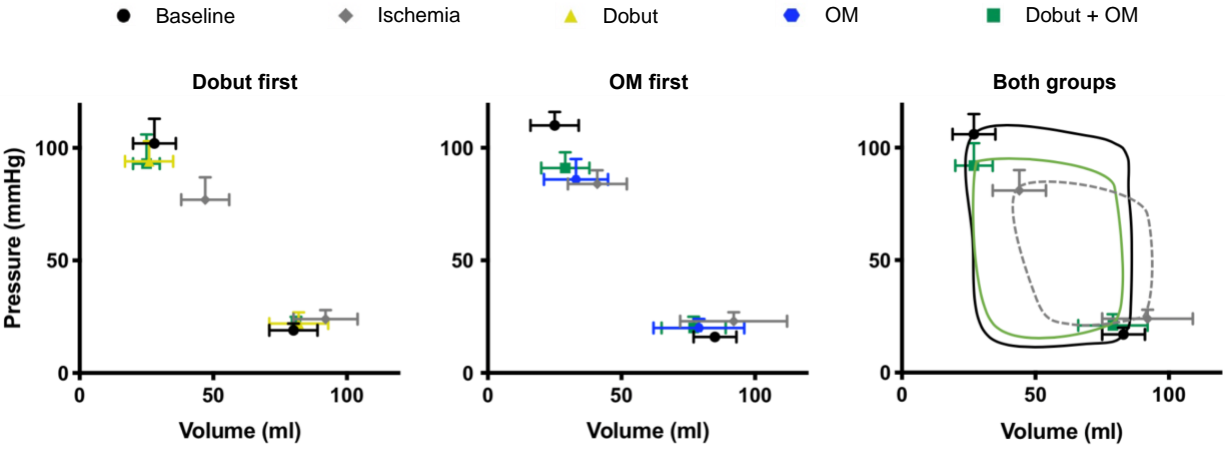 Baseline Ischemia Dobut OM Dobut + OM
Dobut first OM first Both groups
Pressure (mmHg)
100 100 100
50 50 50
0 0 0
0 50 100 0 50 100 0 50 100
Volume (ml) Volume (ml) Volume (ml)